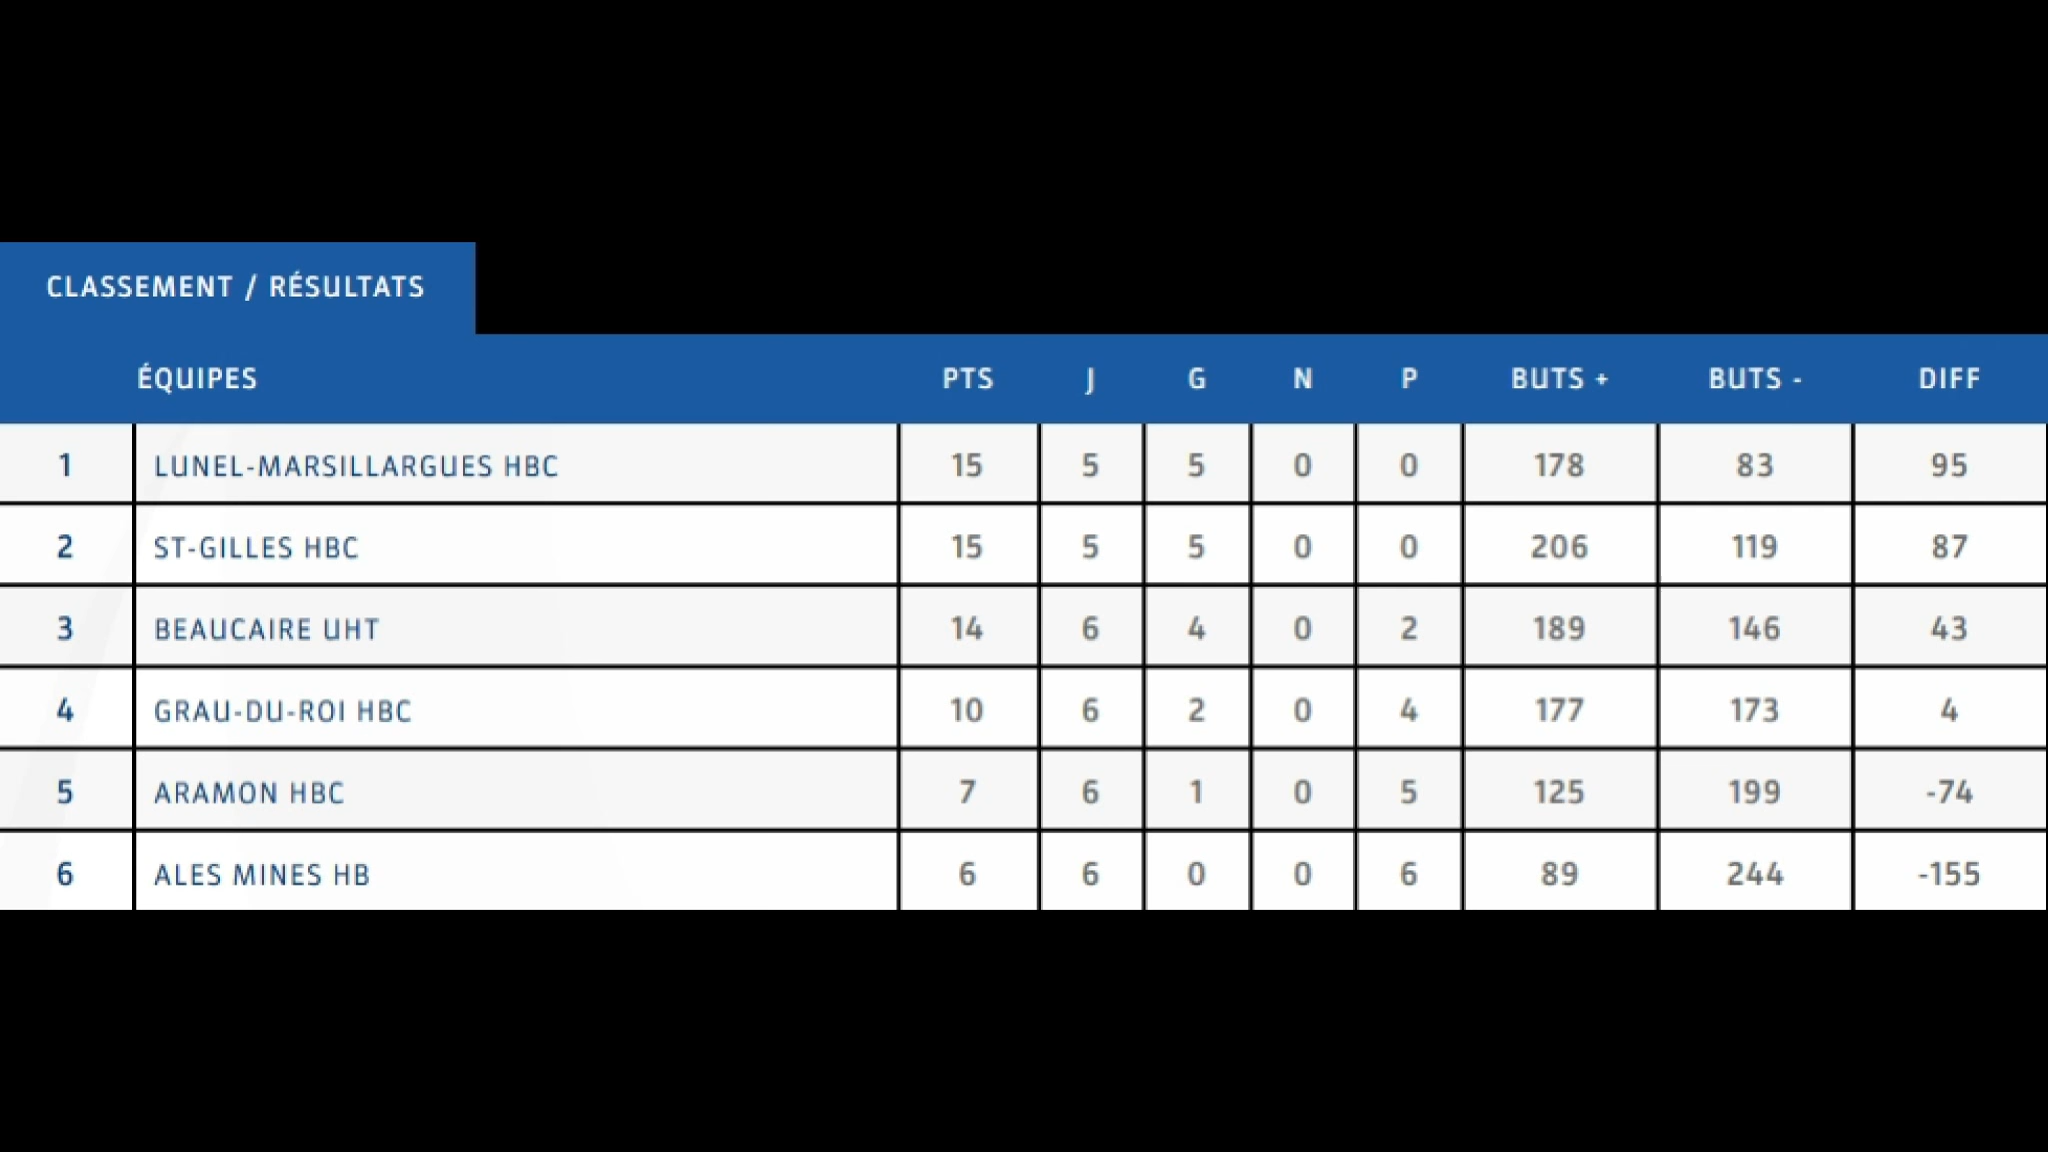 CLASSEMENT / RÉSULTATS
ÉQUIPES PTS J G N P BUTS + BUTS - DIFF
1 LUNEL-MARSILLARGUES HBC 15 5 5 0 0 178 83 95
2 ST-GILLES HBC 15 5 5 0 0 206 119 87
3 BEAUCAIRE UHT 14 6 4 0 2 189 146 43
4 GRAU-DU-ROI HBC 10 6 2 0 4 177 173 4
5 ARAMON HBC 7 6 1 0 5 125 199 -74
6 ALES MINES HB 6 6 0 0 6 89 244 -155